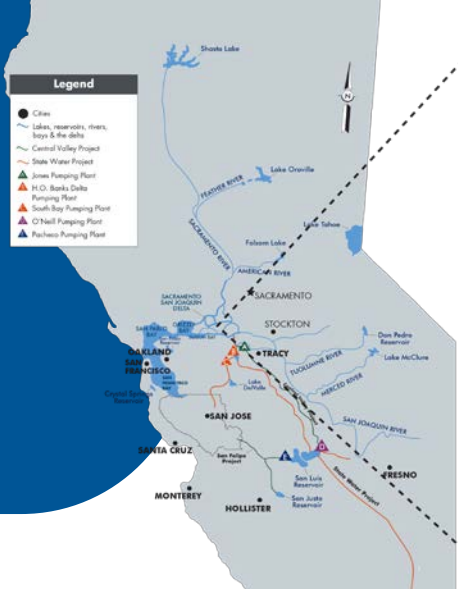 Legend
Cities
Lakes, reservoirs, rivers,
bays & the delta
Central Valley Project
State Water Project
Jones Pumping Plant
H.O. Banks Delta
Pumping Plant
South Bay Pumping Plant
O'Neill Pumping Plant
Pacheco Pumping Plant
Shasta Lake
N
Lake Oroville
FEATHER RIVER
SACRAMENTO RIVER
Lake Tahoe
Folsom Lake
AMERICAN RIVER
SACRAMENTO
SACRAMENTO
SAN JOAQUIN
DELTA
STOCKTON
SAN PABLO
BAY
Don Pedro
Reservoir
OAKLAND
TRACY
Lake McClure
SAN
FRANCISCO
TUOLUMNE RIVER
SAN
FRANCISCO
BAY
Lake
DelValle
MERCED RIVER
Crystal Springs
Reservoir
SAN JOSE
SAN JOAQUIN RIVER
SANTA CRUZ
San Felipe
Project
San Luis
Reservoir
FRESNO
State Water Project
MONTEREY
HOLLISTER
San Justo
Reservoir